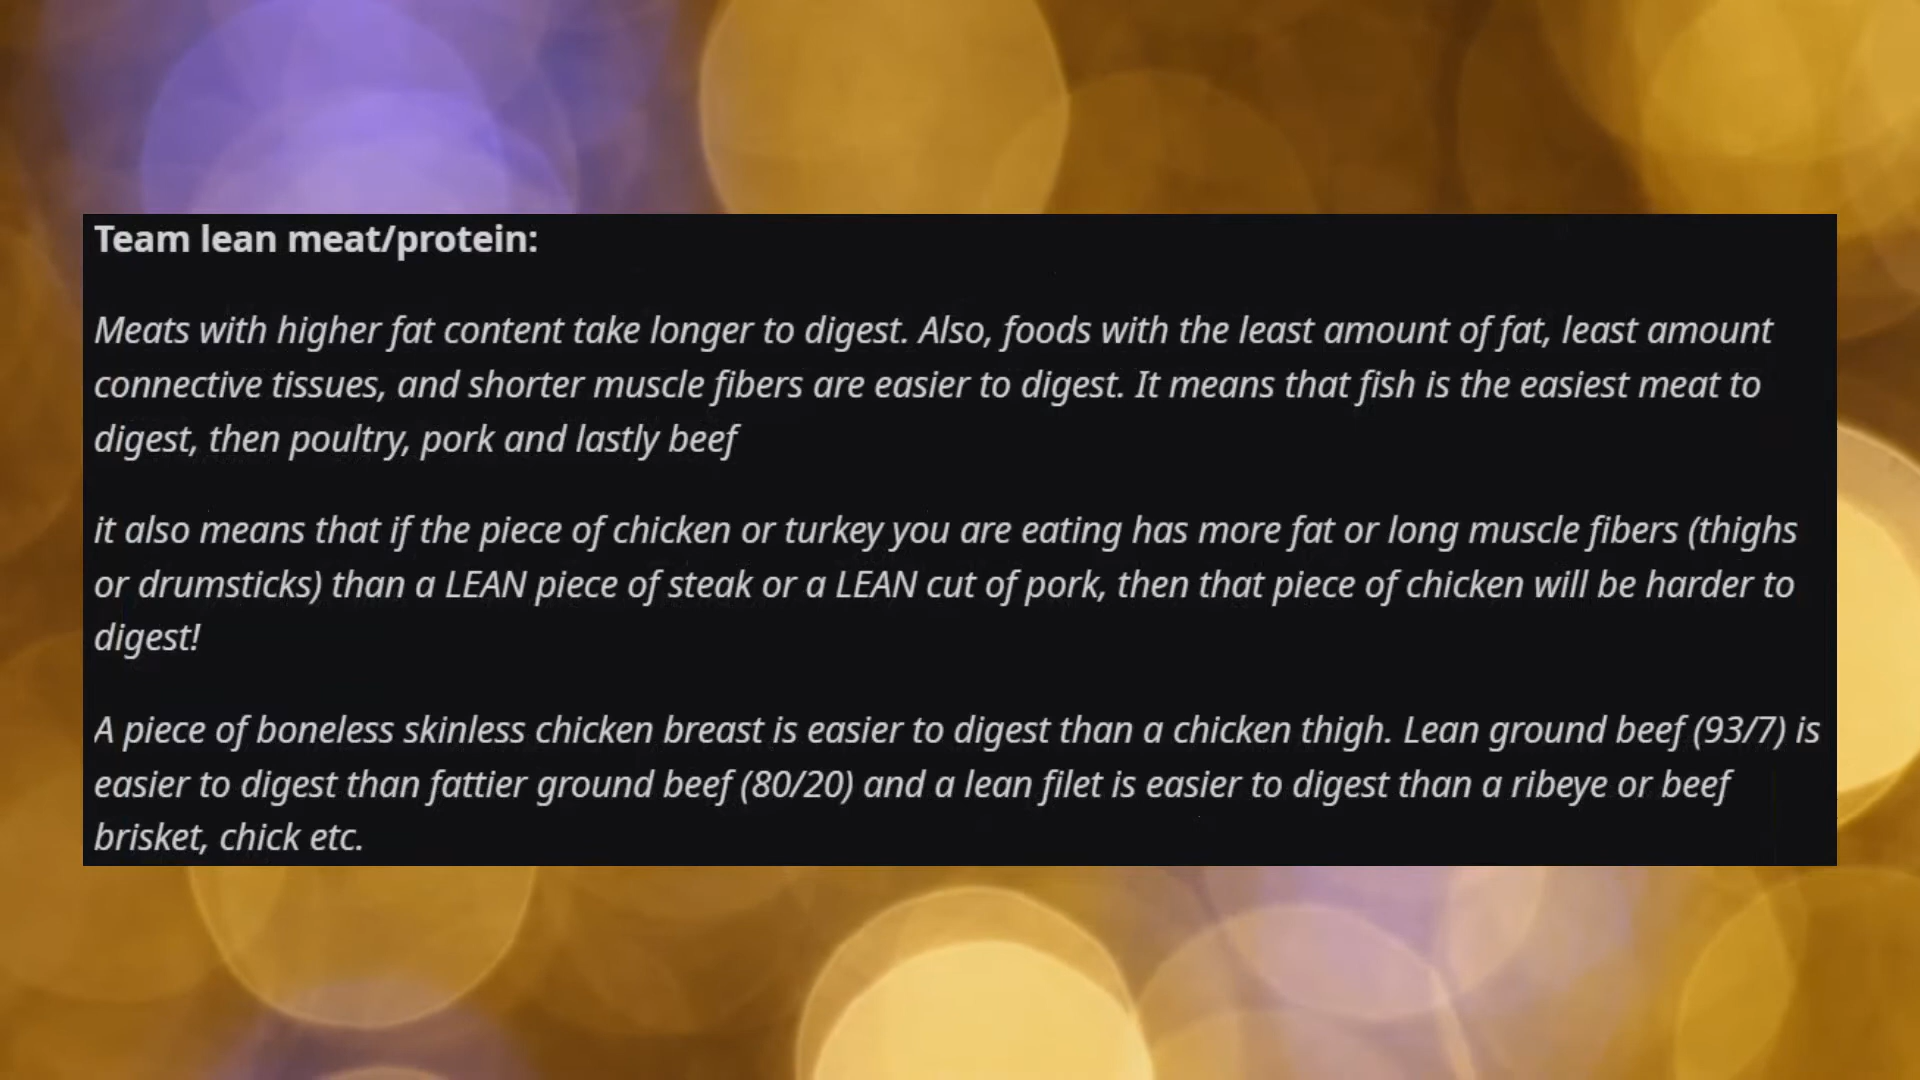 Team lean meat/protein:
Meats with higher fat content take longer to digest. Also, foods with the least amount of fat, least amount
connective tissues, and shorter muscle fibers are easier to digest. It means that fish is the easiest meat to
digest, then poultry, pork and lastly beef
it also means that if the piece of chicken or turkey you are eating has more fat or long muscle fibers (thighs
or drumsticks) than a LEAN piece of steak or a LEAN cut of pork, then that piece of chicken will be harder to
digest!
A piece of boneless skinless chicken breast is easier to digest than a chicken thigh. Lean ground beef (93/7) is
easier to digest than fattier ground beef (80/20) and a lean filet is easier to digest than a ribeye or beef
brisket, chick etc.